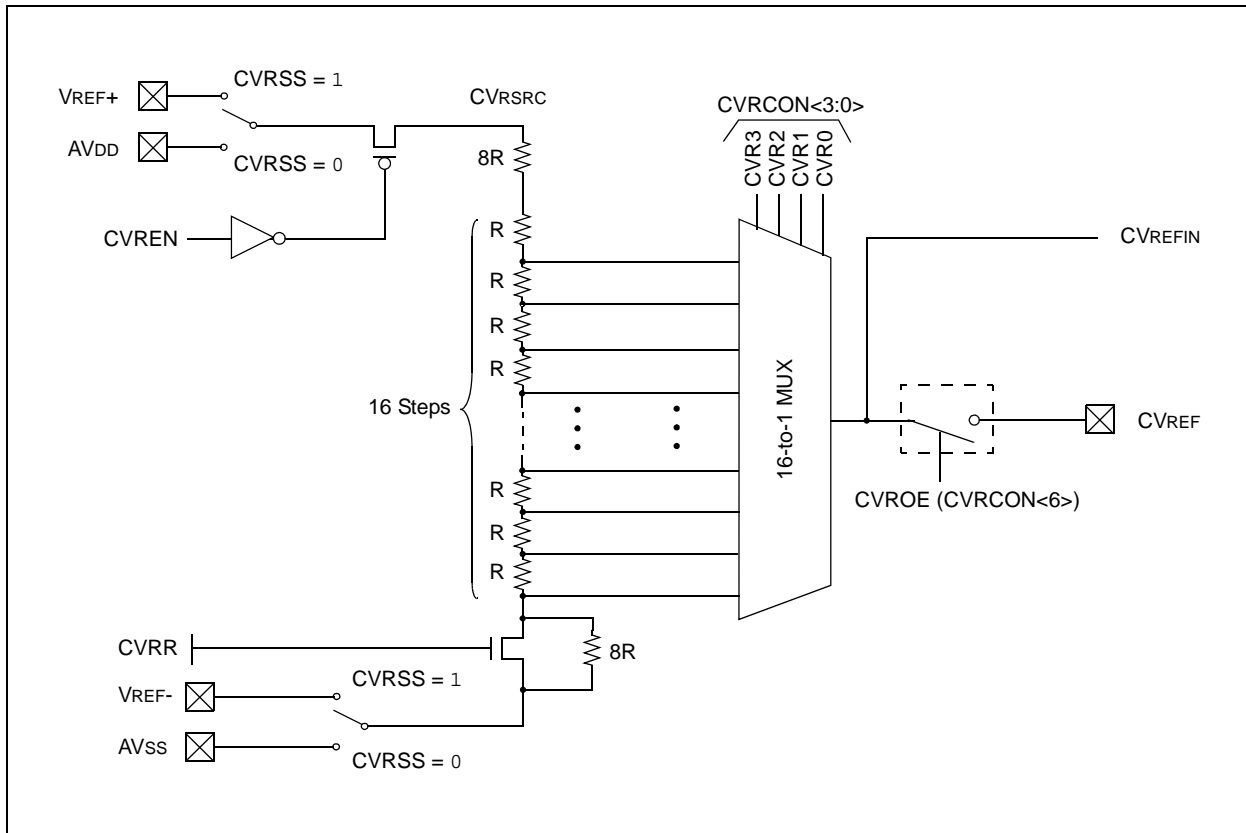 VREF+
CVRSS = 1
AVDD
CVRSS = 0
CVREN
CVRSRC
8R
R
R
R
R
16 Steps
R
R
R
CVRCON<3:0>
CVR3
CVR2
CVR1
CVR0
16-to-1 MUX
CVREFIN
CVREF
CVROE (CVRCON<6>)
CVRR
8R
VREF-
CVRSS = 1
AVSS
CVRSS = 0